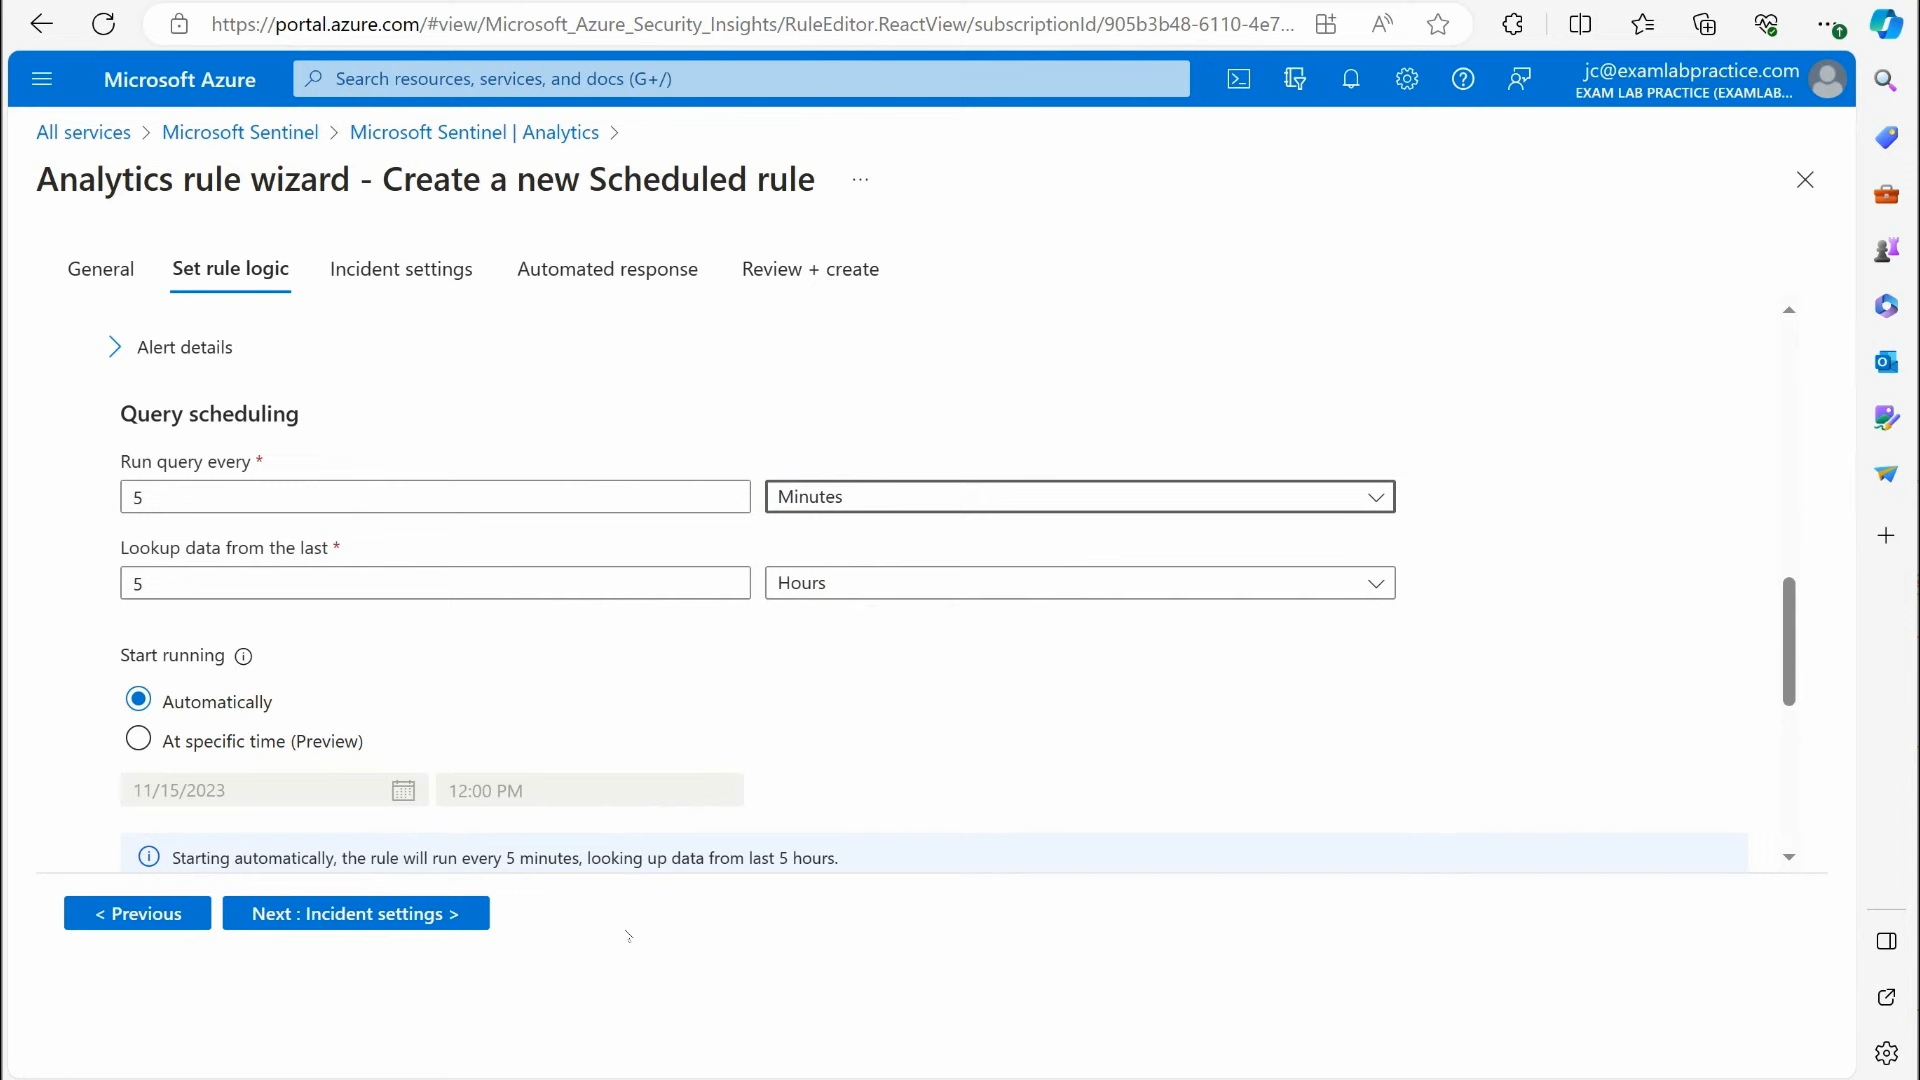 https://portal.azure.com/#view/Microsoft_Azure_Security_Insights/RuleEditor.ReactView/subscriptionId/905b3b48-6110-4e7...
Microsoft Azure
Search resources, services, and docs (G+/)
jc@examlabpractice.com
EXAM LAB PRACTICE (EXAMLAB...
All services > Microsoft Sentinel > Microsoft Sentinel | Analytics >
Analytics rule wizard - Create a new Scheduled rule ...
General Set rule logic Incident settings Automated response Review + create
Alert details
Query scheduling
Run query every *
5 Minutes
Lookup data from the last *
5 Hours
Start running
Automatically
At specific time (Preview)
11/15/2023 12:00 PM
Starting automatically, the rule will run every 5 minutes, looking up data from last 5 hours.
< Previous Next : Incident settings >